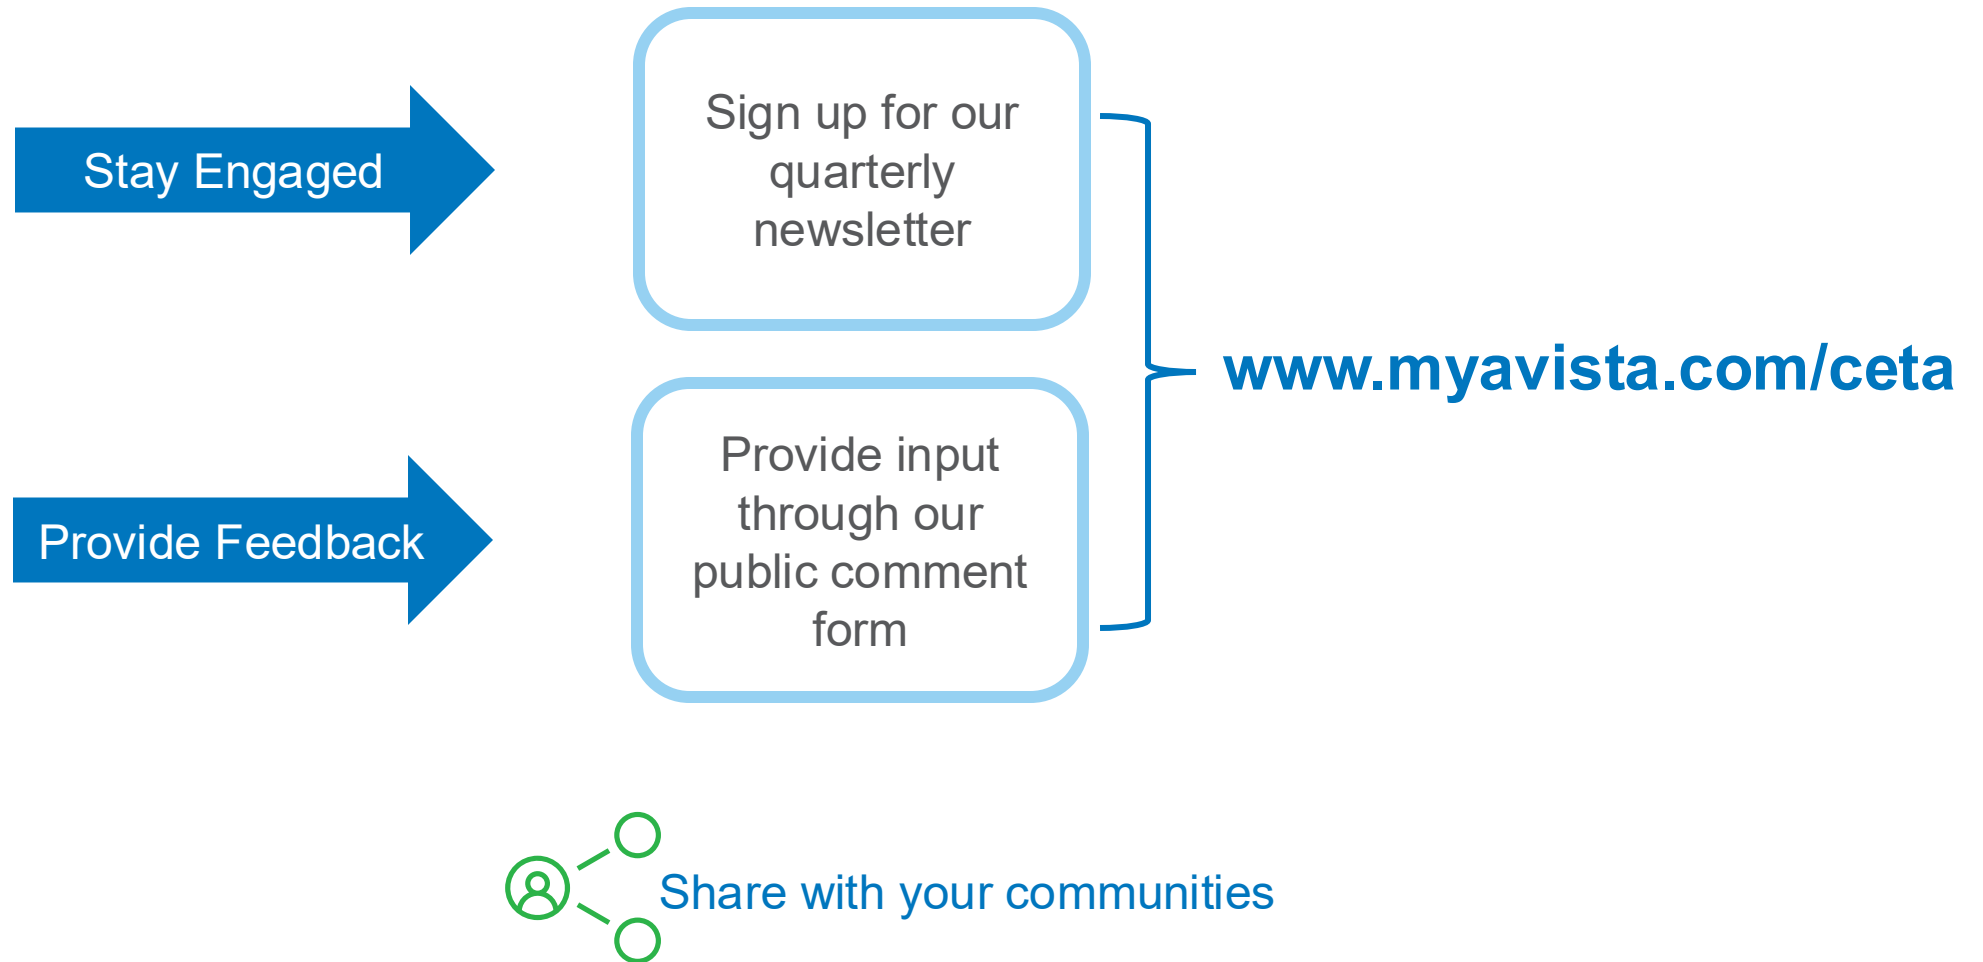 Stay Engaged
Sign up for our
quarterly
newsletter
Provide Feedback
Provide input
through our
public comment
form
www.myavista.com/ceta
Share with your communities